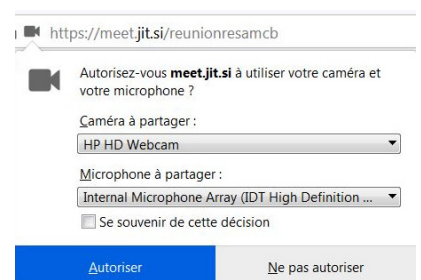 https://meet.jit.si/reunionresamcb
Autorisez-vous meet.jit.si à utiliser votre caméra et
votre microphone ?
Caméra à partager :
HP HD Webcam
Microphone à partager :
Internal Microphone Array (IDT High Definition ...
Se souvenir de cette décision
Autoriser
Ne pas autoriser